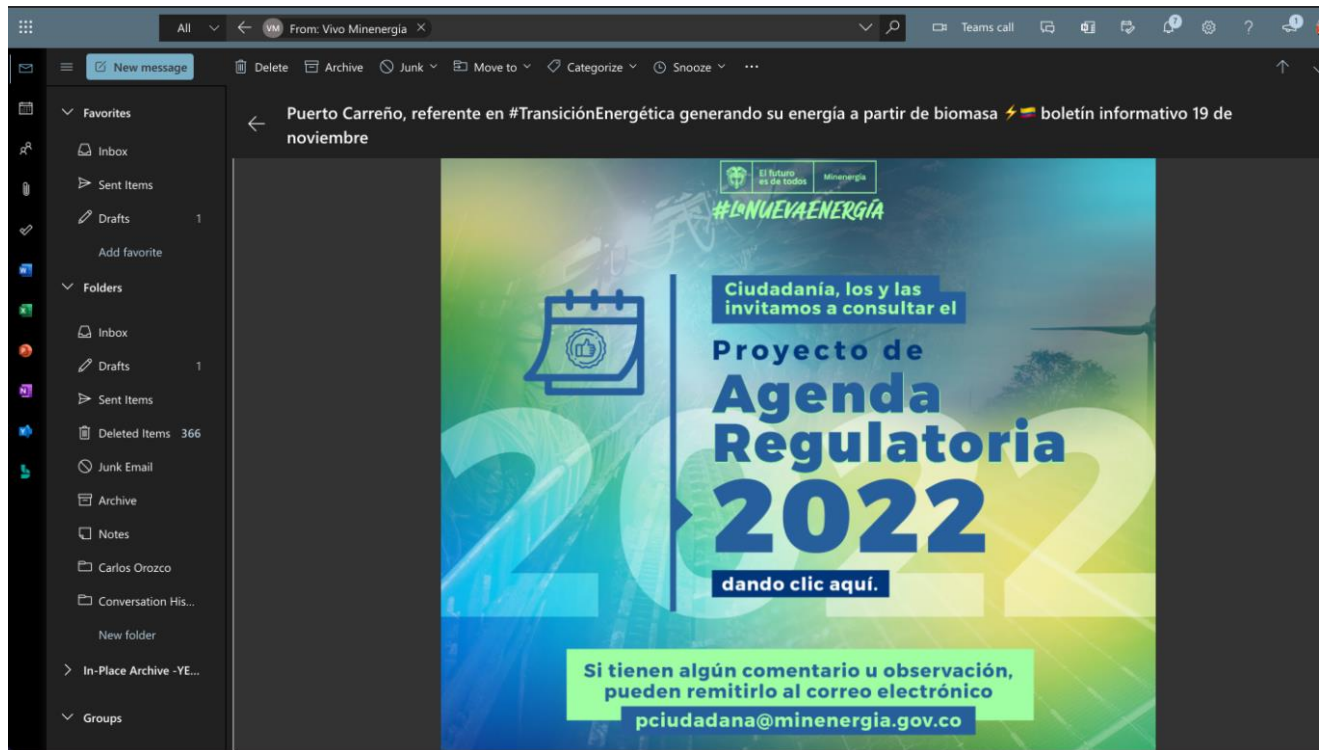 All
VM From: Vivo Minenergia
Teams call
7
New message
Delete
Archive
Junk
Move to
Categorize
Snooze
Favorites
Inbox
Sent Items
Drafts 1
Add favorite
Folders
Inbox
Drafts 1
Sent Items
Deleted Items 366
Junk Email
Archive
Notes
Carlos Orozco
Conversation His...
New folder
In-Place Archive -YE...
Groups
Puerto Carreño, referente en #TransiciónEnergética generando su energía a partir de biomasa ⚡🇨🇴 boletín informativo 19 de
noviembre
El futuro
es de todos
Minenergía
#LaNUEVAENERGÍA
Ciudadanía, los y las
invitamos a consultar el
Proyecto de
Agenda
Regulatoria
2022
2022
dando clic aquí.
Si tienen algún comentario u observación,
pueden remitirlo al correo electrónico
pciudadana@minenergia.gov.co